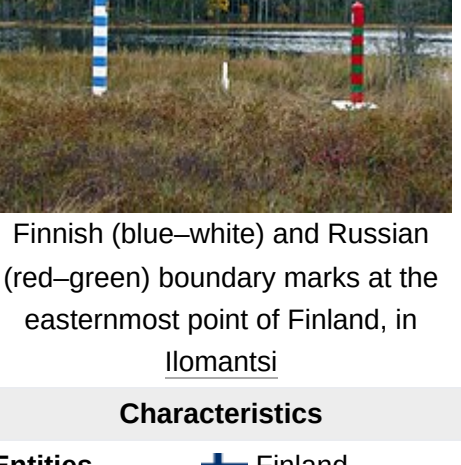 Finnish (blue–white) and Russian
(red–green) boundary marks at the
easternmost point of Finland, in
Ilomantsi
Characteristics
Entities Finland